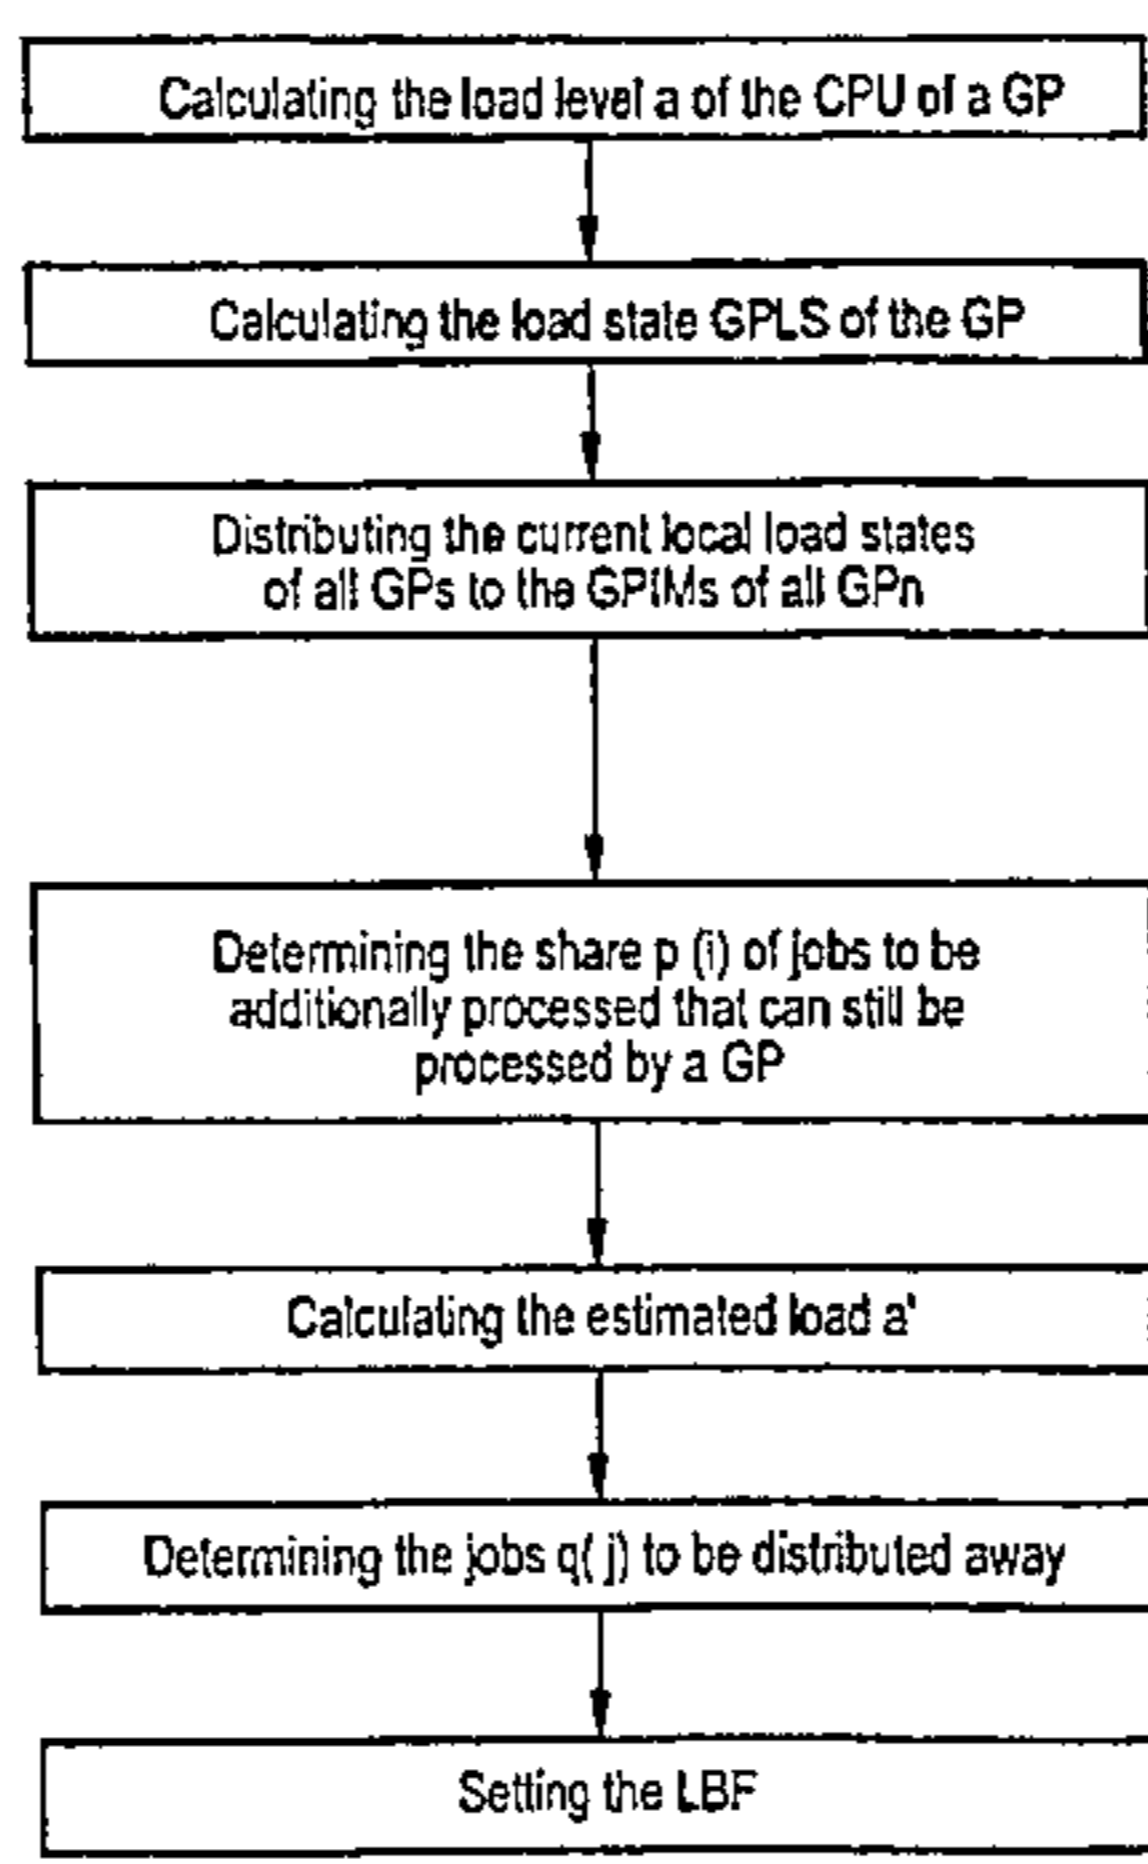 Calculating the load level a of the CPU of a GP
Calculating the load state GPLS of the GP
Distributing the current local load states
of all GPs to the GPIMs of all GPn
Determining the share p (i) of jobs to be
additionally processed that can still be
processed by a GP
Calculating the estimated load a'
Determining the jobs q( j) to be distributed away
Setting the LBF